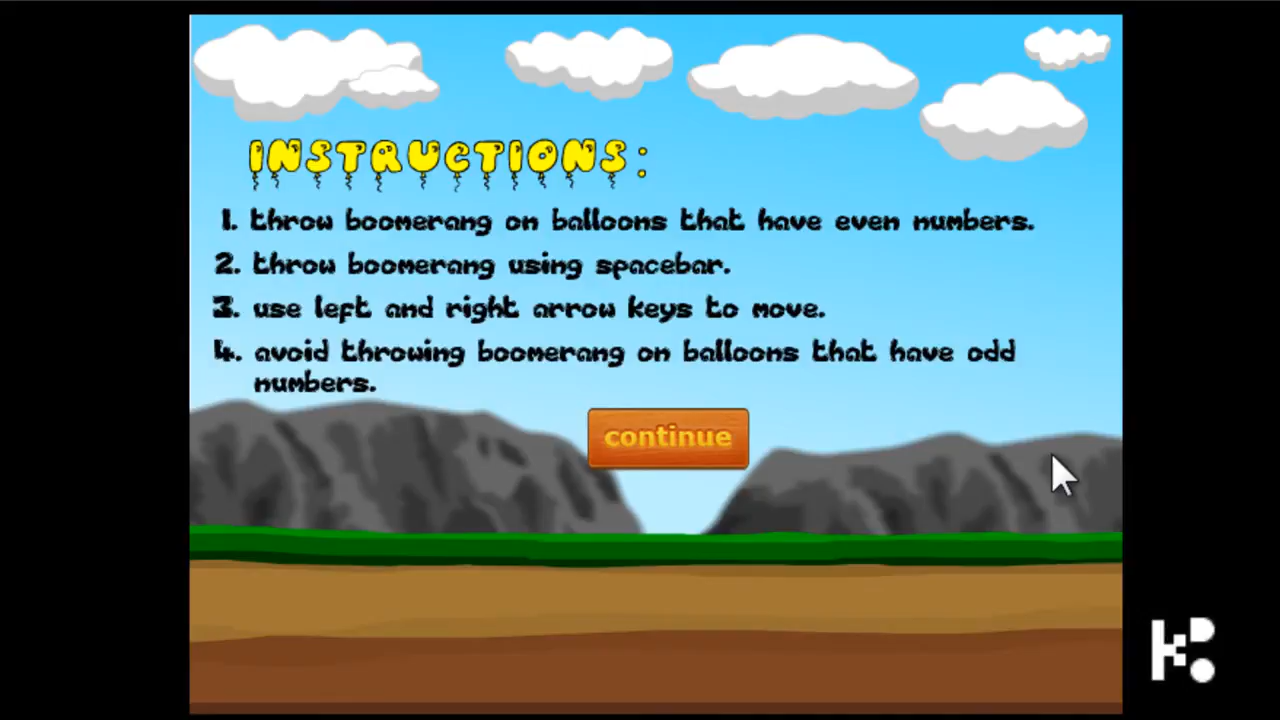 INSTRUCTIONS:
1. throw boomerang on balloons that have even numbers.
2. throw boomerang using spacebar.
3. use left and right arrow keys to move.
4. avoid throwing boomerang on balloons that have odd
numbers.
continue